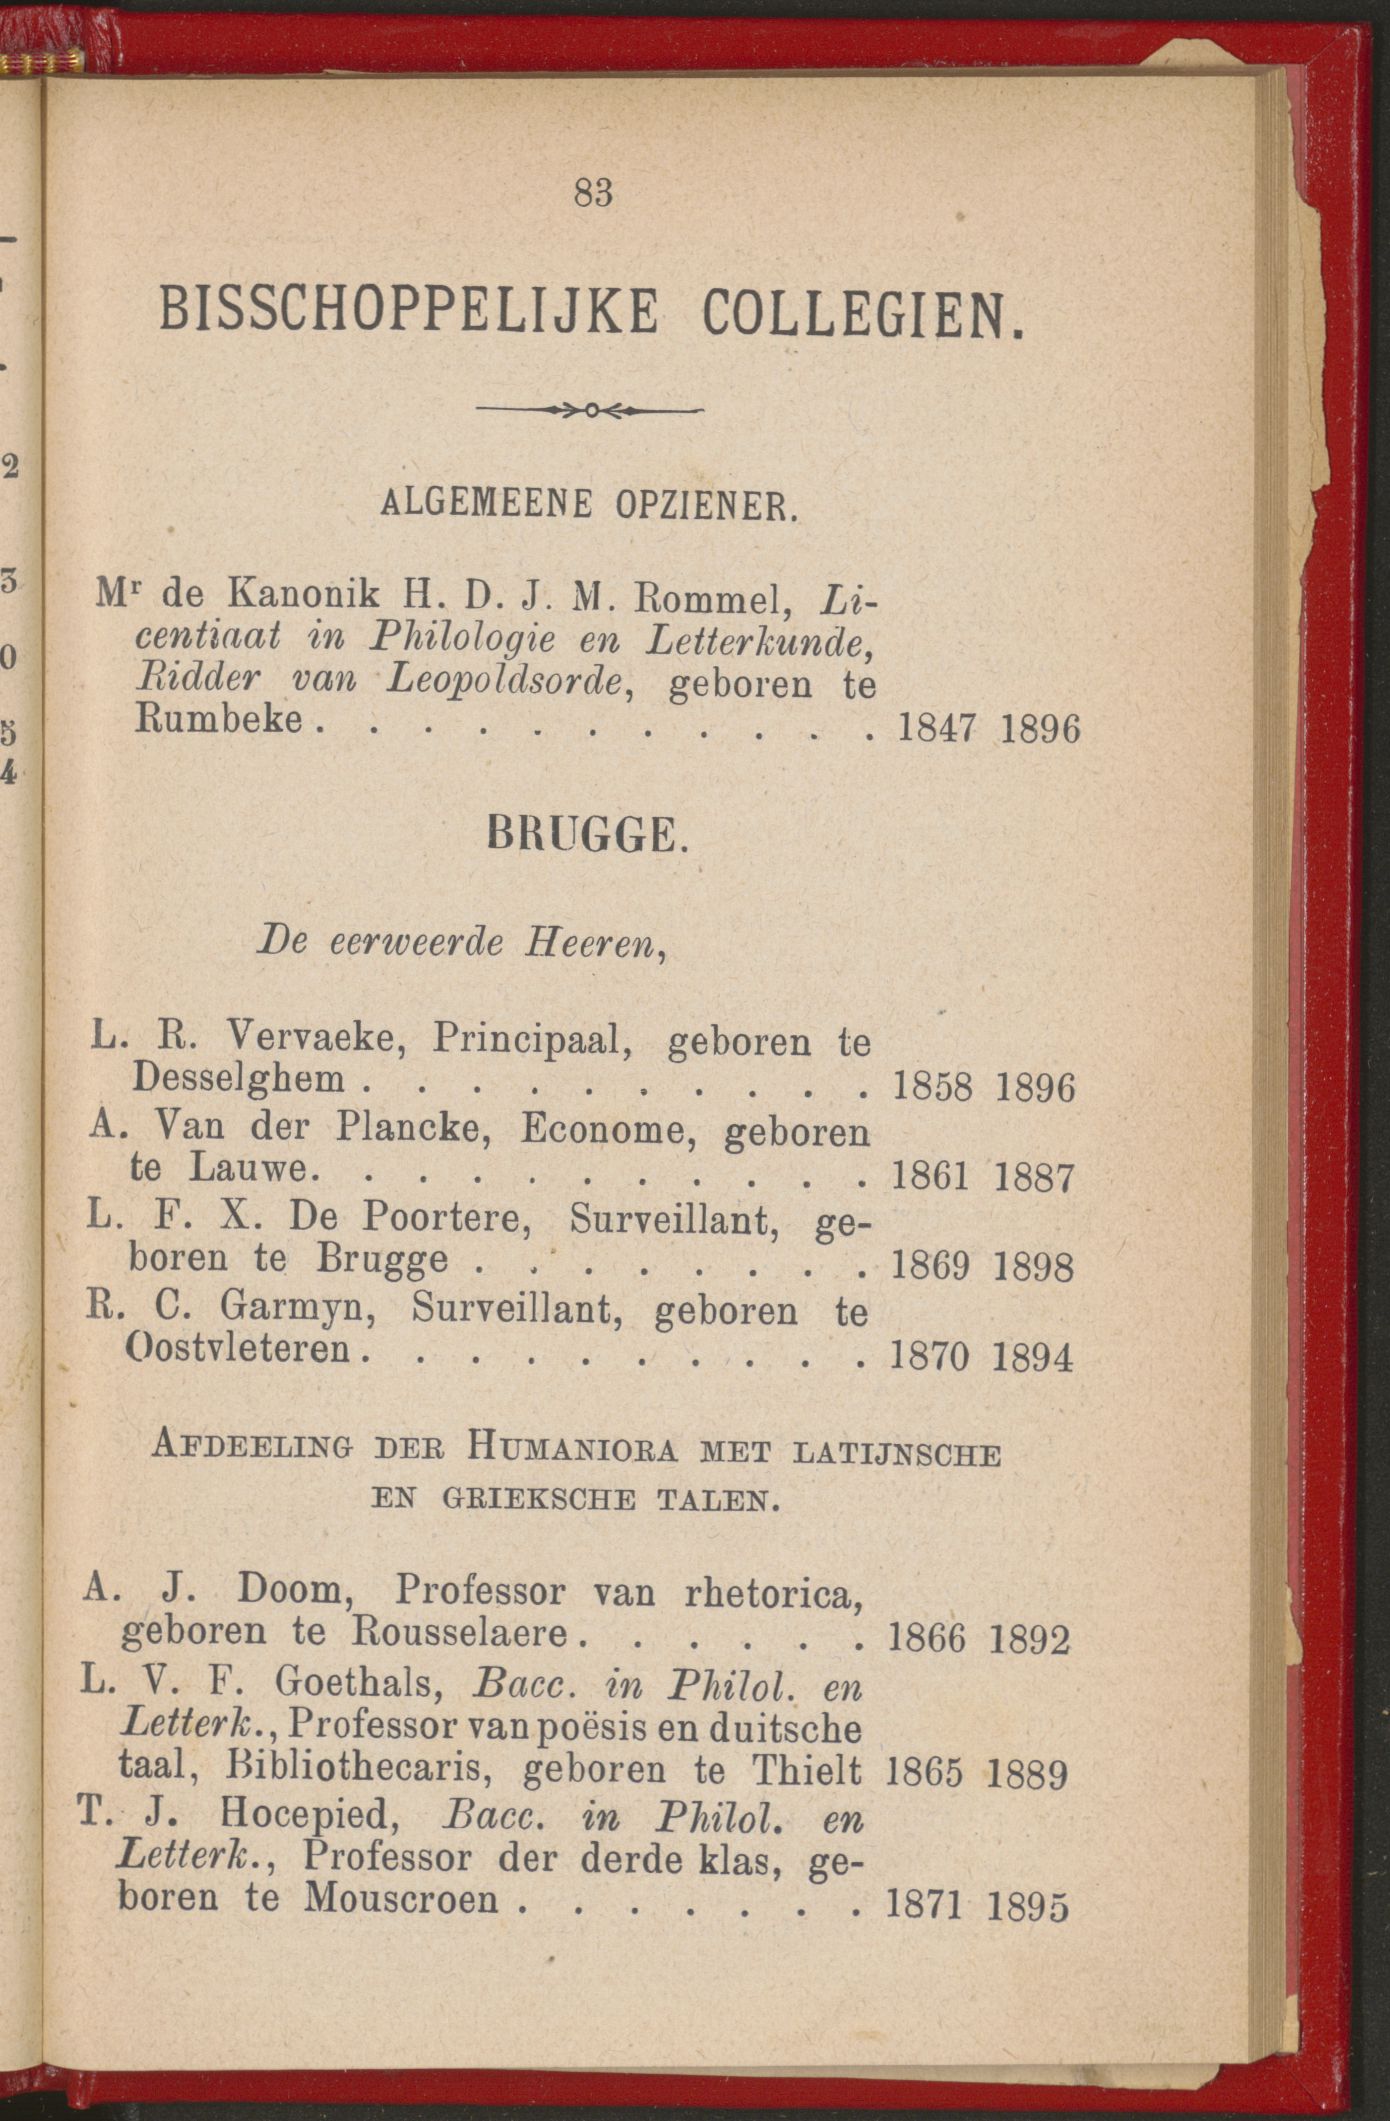 83
BISSCHOPPELIJKE COLLEGIEN.
ALGEMEENE OPZIENER.
Mr de Kanonik H. D. J. M. Rommel, Li-
centiaat in Philologie en Letterkunde,
Ridder van Leopoldsorde, geboren te
Rumbeke . . . . . . . . . . . 1847 1896
BRUGGE.
De eerweerde Heeren,
L. R. Vervaeke, Principaal, geboren te
Desselghem . . . . . . . . . . 1858 1896
A. Van der Plancke, Econome, geboren
te Lauwe. . . . . . . . . . . 1861 1887
L. F. X. De Poortere, Surveillant, ge-
boren te Brugge . . . . . . . . 1869 1898
R. C. Garmyn, Surveillant, geboren te
Oostvleteren . . . . . . . . . . 1870 1894
AFDEELING DER HUMANIORA MET LATIJNSCHE
EN GRIEKSCHE TALEN.
A. J. Doom, Professor van rhetorica,
geboren te Rousselaere . . . . . . 1866 1892
L. V. F. Goethals, Bacc. in Philol. en
Letterk., Professor van poësis en duitsche
taal, Bibliothecaris, geboren te Thielt 1865 1889
T. J. Hocepied, Bacc. in Philol. en
Letterk., Professor der derde klas, ge-
boren te Mouscroen . . . . . . . 1871 1895